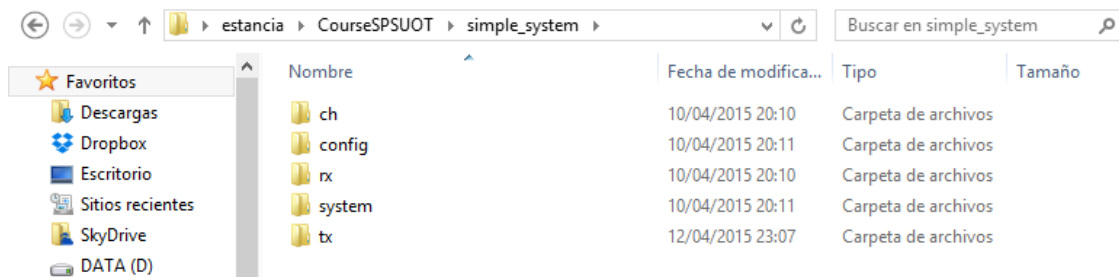 estancia CourseSPSUOT simple_system Buscar en simple_system
Favoritos
Descargas
Dropbox
Escritorio
Sitios recientes
SkyDrive
DATA (D)
Nombre Fecha de modifica... Tipo Tamaño
ch 10/04/2015 20:10 Carpeta de archivos
config 10/04/2015 20:11 Carpeta de archivos
rx 10/04/2015 20:10 Carpeta de archivos
system 10/04/2015 20:11 Carpeta de archivos
tx 12/04/2015 23:07 Carpeta de archivos